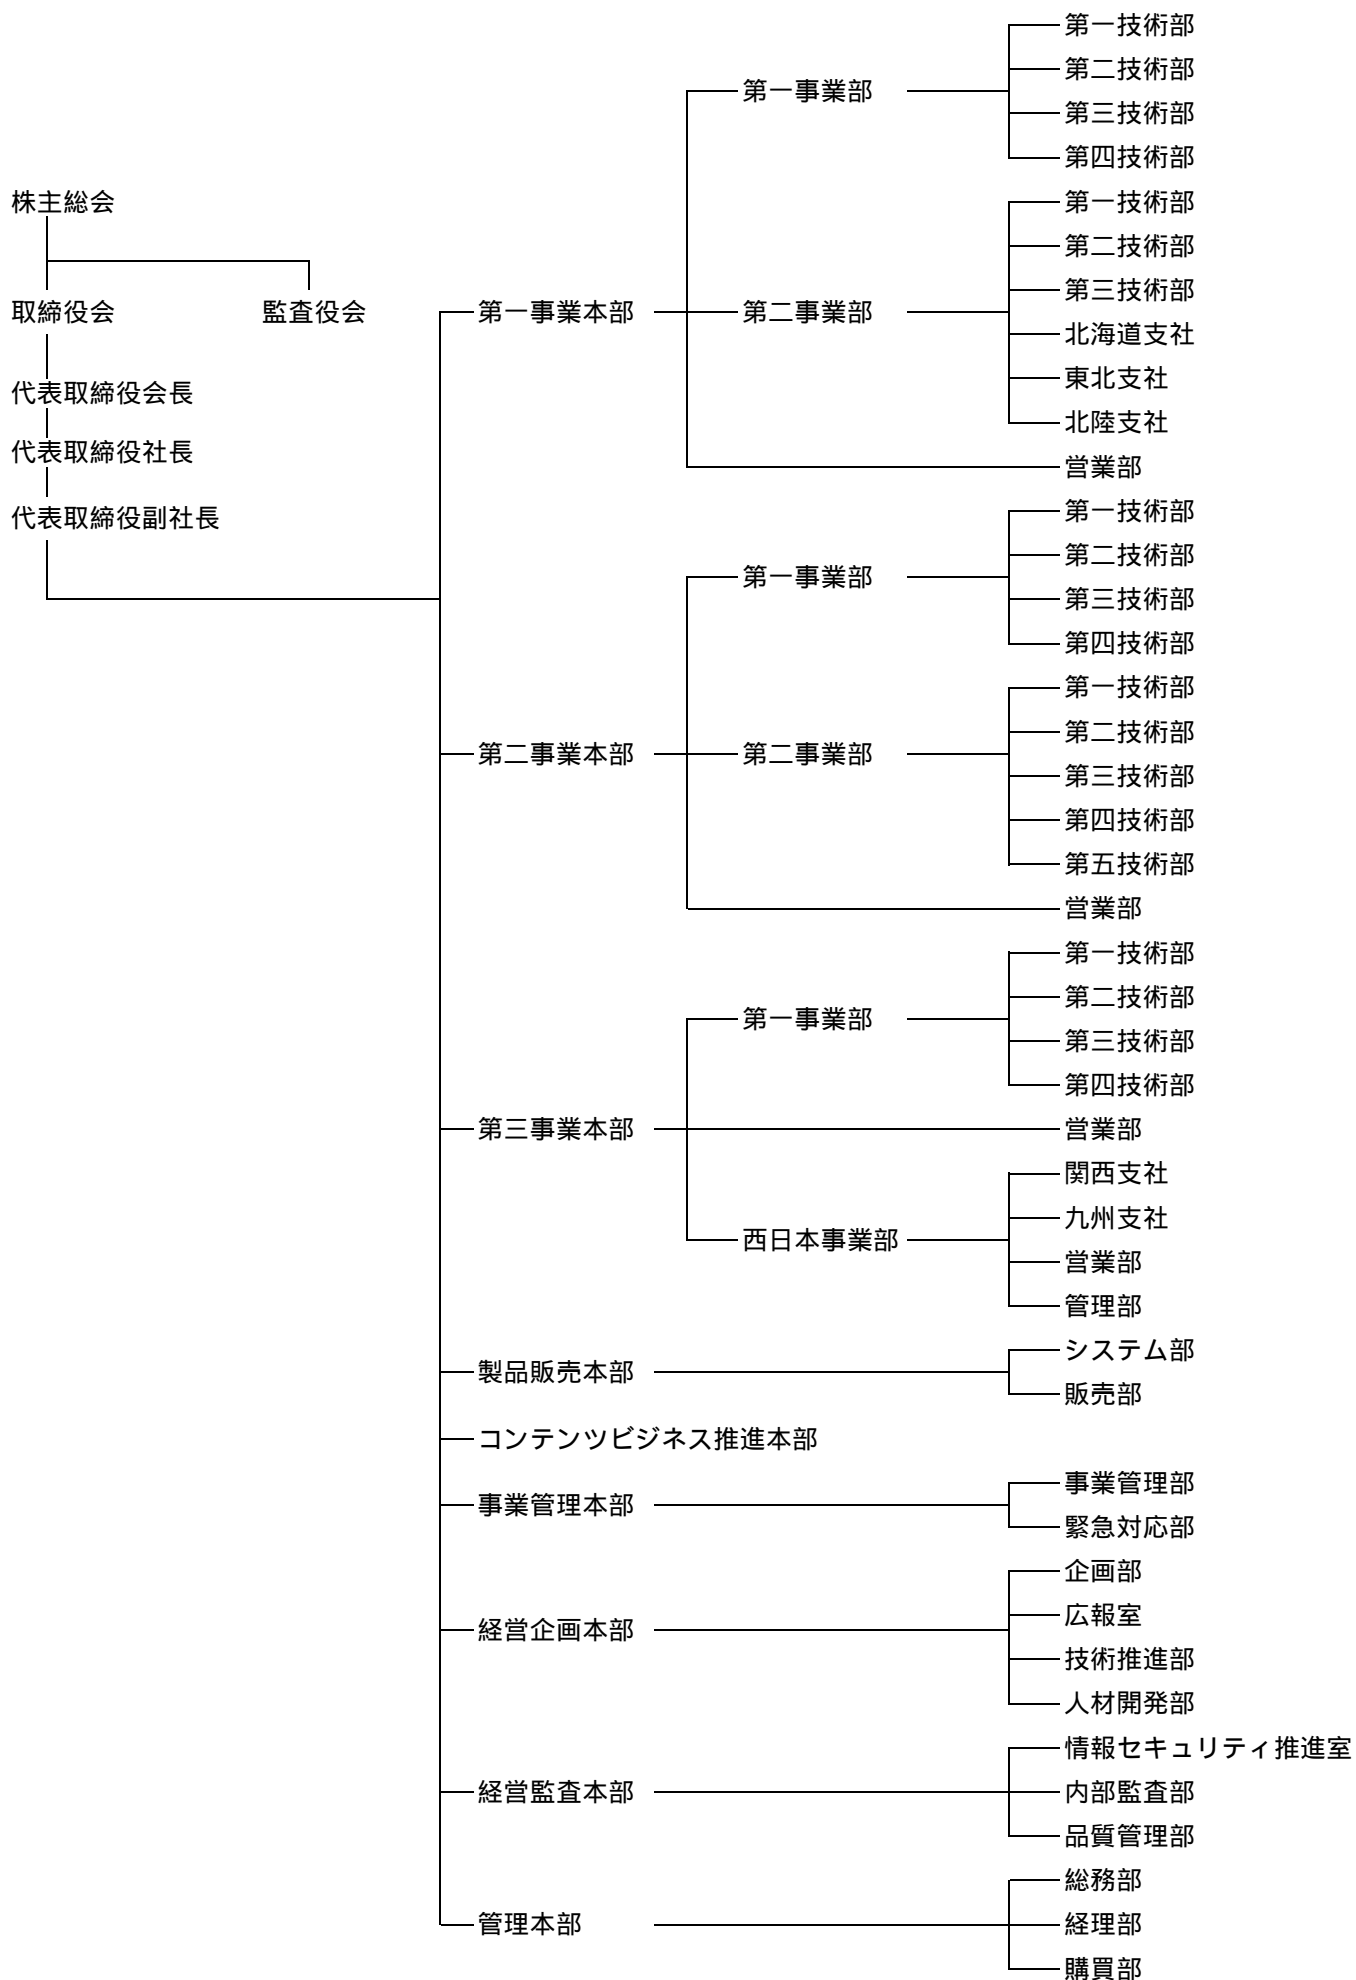 株主総会
取締役会
監査役会
代表取締役会長
代表取締役社長
代表取締役副社長
第一事業本部
第一事業部
第一技術部
第二技術部
第三技術部
第四技術部
第二事業部
第一技術部
第二技術部
第三技術部
北海道支社
東北支社
北陸支社
営業部
第二事業本部
第一事業部
第一技術部
第二技術部
第三技術部
第四技術部
第二事業部
第一技術部
第二技術部
第三技術部
第四技術部
第五技術部
営業部
第三事業本部
第一事業部
第一技術部
第二技術部
第三技術部
第四技術部
営業部
西日本事業部
関西支社
九州支社
営業部
管理部
製品販売本部
システム部
販売部
コンテンツビジネス推進本部
事業管理本部
事業管理部
緊急対応部
経営企画本部
企画部
広報室
技術推進部
人材開発部
経営監査本部
情報セキュリティ推進室
内部監査部
品質管理部
管理本部
総務部
経理部
購買部